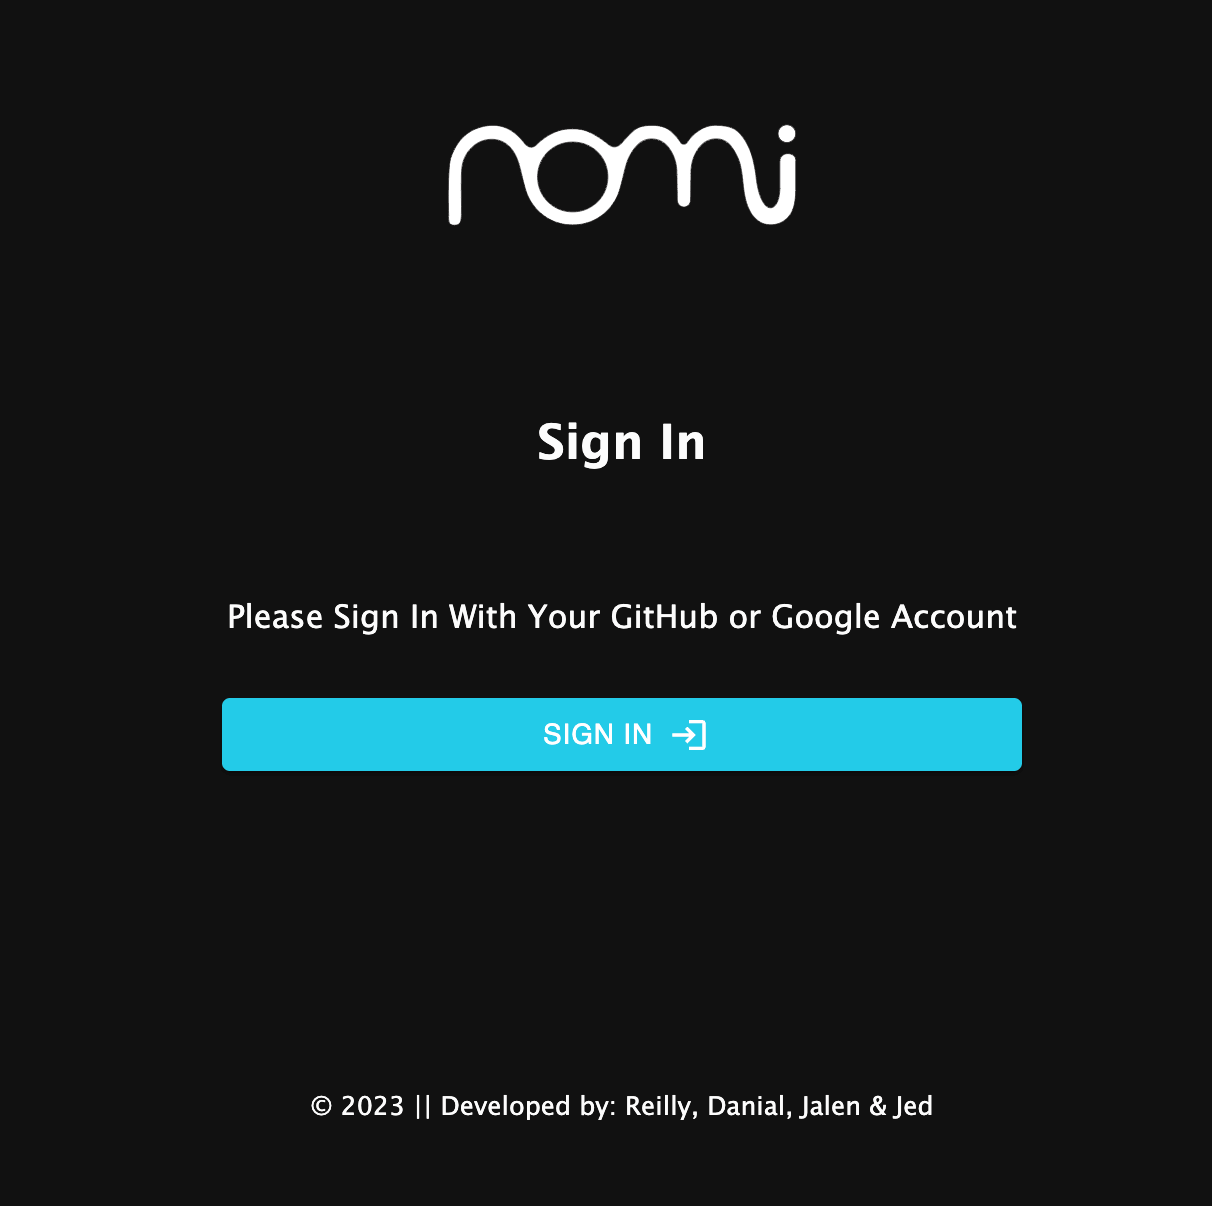 nomi
Sign In
Please Sign In With Your GitHub or Google Account
SIGN IN
© 2023 || Developed by: Reilly, Danial, Jalen & Jed